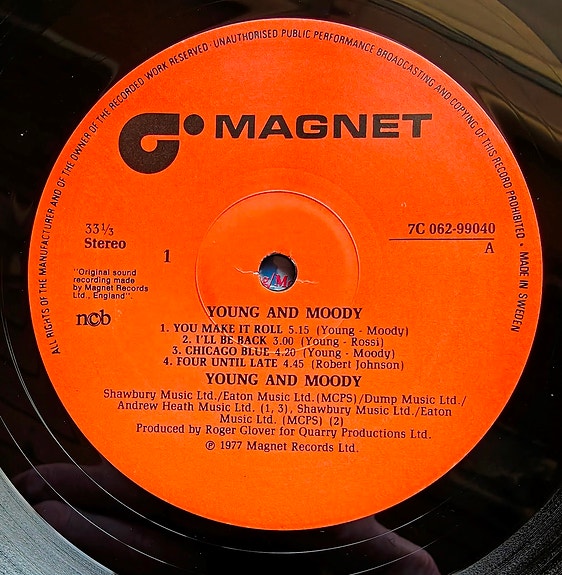 ALL RIGHTS OF THE MANUFACTURER AND OF THE OWNER OF THE RECORDED WORK RESERVED · UNAUTHORISED PUBLIC PERFORMANCE BROADCASTING AND COPYING OF THIS RECORD PROHIBITED · MADE IN SWEDEN
MAGNET
33⅓
Stereo
1
7C 062-99040
A
"Original sound
recording made
by Magnet Records
Ltd., England".
ncb
YOUNG AND MOODY
1. YOU MAKE IT ROLL 5.15 (Young - Moody)
2. I'LL BE BACK 3.00 (Young - Rossi)
3. CHICAGO BLUE 4.20 (Young - Moody)
4. FOUR UNTIL LATE 4.45 (Robert Johnson)
YOUNG AND MOODY
Shawbury Music Ltd./Eaton Music Ltd.(MCPS)/Dump Music Ltd./
Andrew Heath Music Ltd. (1, 3), Shawbury Music Ltd./Eaton
Music Ltd. (MCPS) (2)
Produced by Roger Glover for Quarry Productions Ltd.
℗ 1977 Magnet Records Ltd.